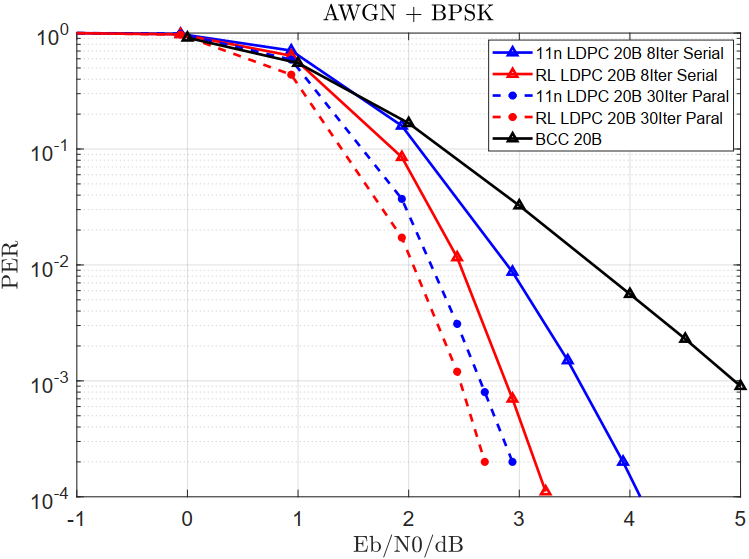 AWGN + BPSK
10^0
10^-1
10^-2
10^-3
10^-4
PER
11n LDPC 20B 8Iter Serial
RL LDPC 20B 8Iter Serial
11n LDPC 20B 30Iter Paral
RL LDPC 20B 30Iter Paral
BCC 20B
-1 0 1 2 3 4 5
Eb/N0/dB